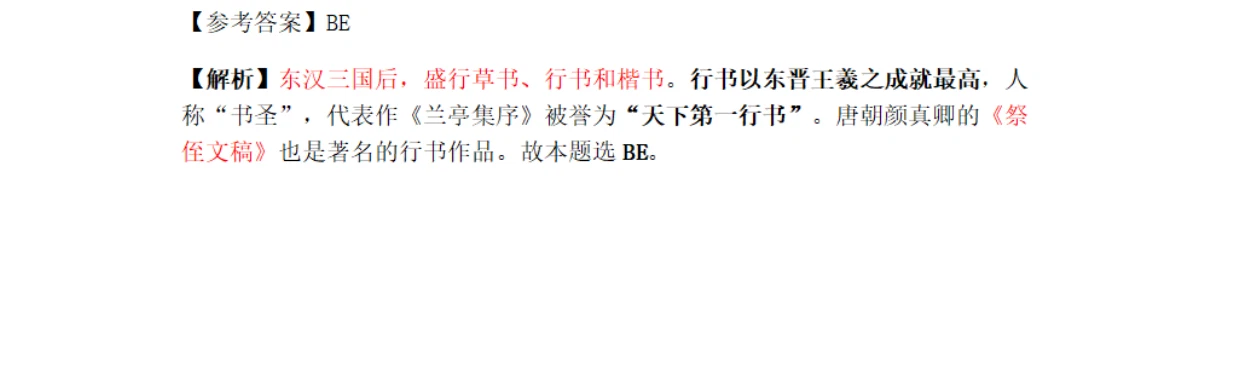 【参考答案】BE
【解析】东汉三国后，盛行草书、行书和楷书。行书以东晋王羲之成就最高，人
称“书圣”，代表作《兰亭集序》被誉为“天下第一行书”。唐朝颜真卿的《祭
侄文稿》也是著名的行书作品。故本题选 BE。